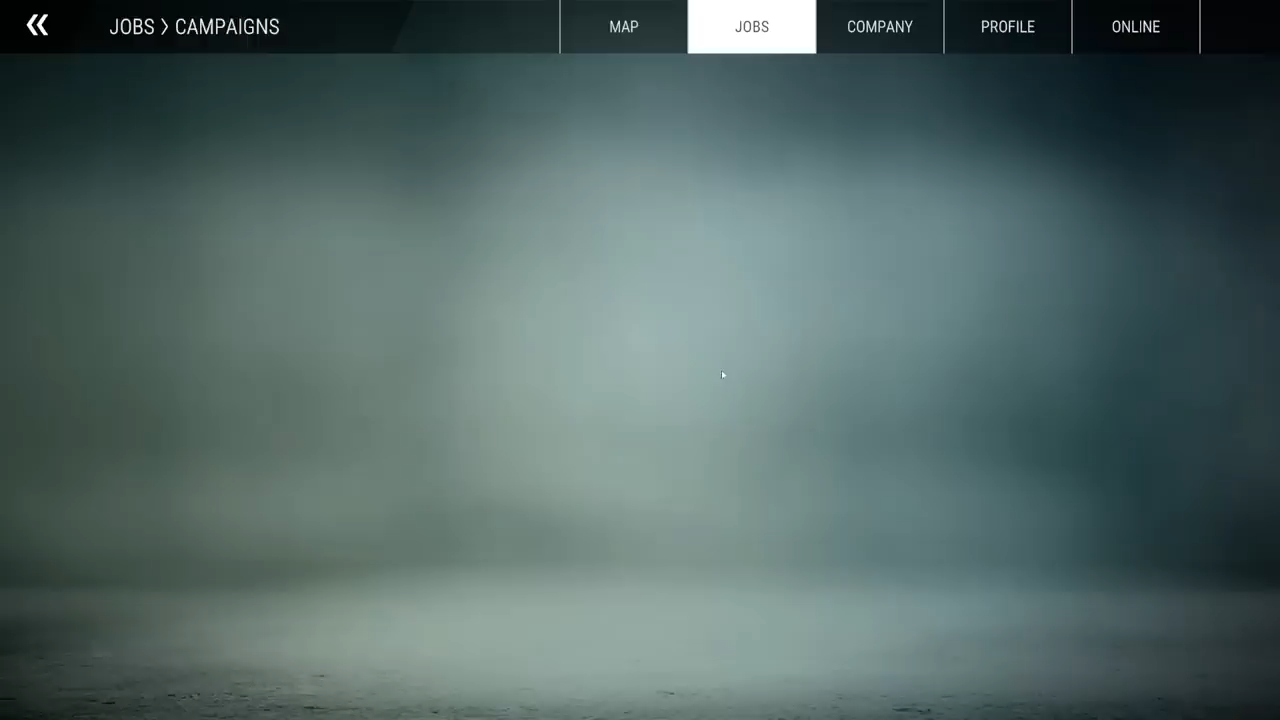 JOBS > CAMPAIGNS
MAP
JOBS
COMPANY
PROFILE
ONLINE